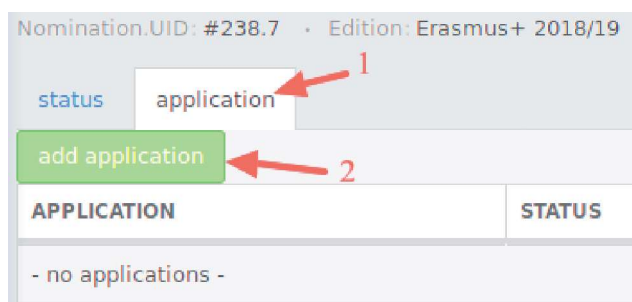 Nomination.UID: #238.7 · Edition: Erasmus+ 2018/19
1
status application
add application
2
APPLICATION STATUS
- no applications -